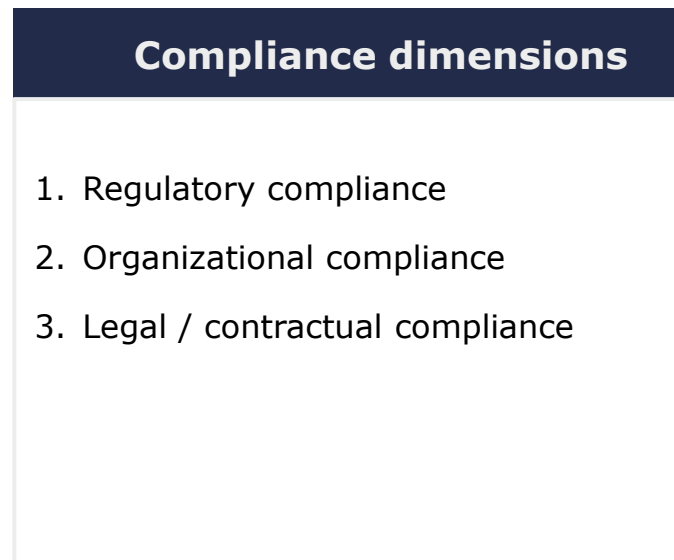 Compliance dimensions
1. Regulatory compliance
2. Organizational compliance
3. Legal / contractual compliance